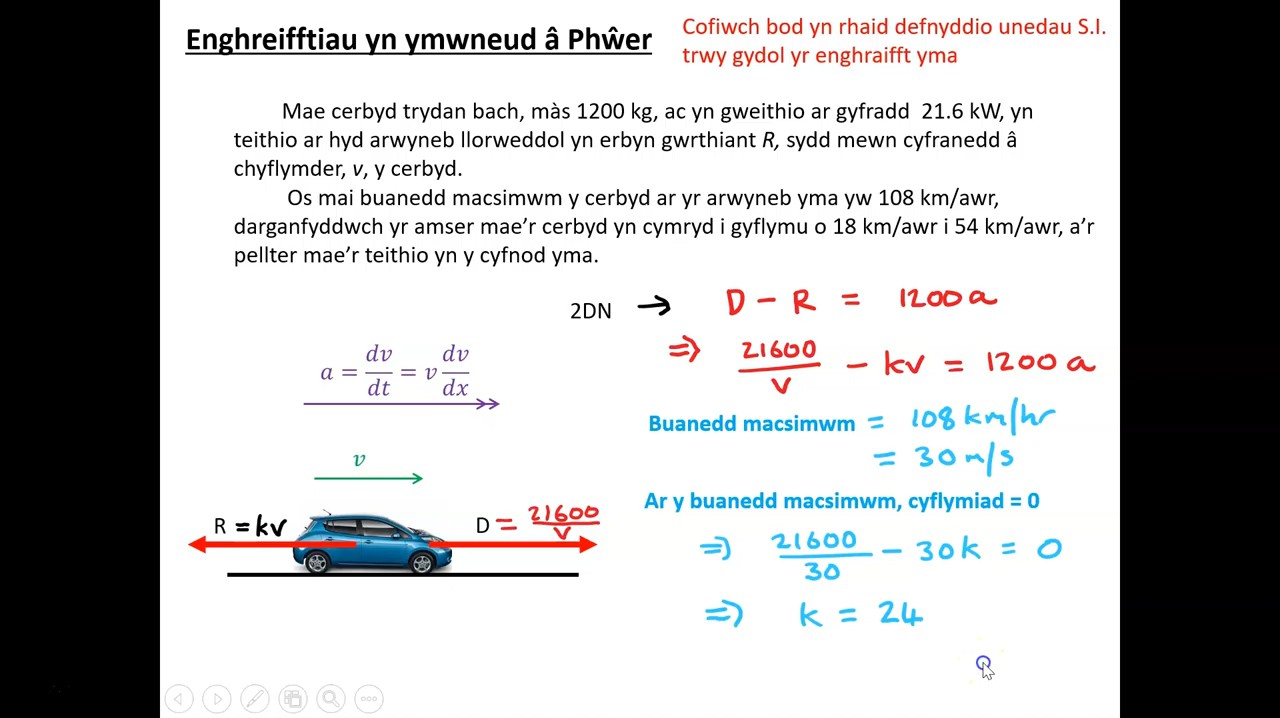 Enghreifftiau yn ymwneud â Phŵer
Cofiwch bod yn rhaid defnyddio unedau S.I.
trwy gydol yr enghraifft yma
Mae cerbyd trydan bach, màs 1200 kg, ac yn gweithio ar gyfradd 21.6 kW, yn
teithio ar hyd arwyneb llorweddol yn erbyn gwrthiant R, sydd mewn cyfranedd â
chyflymder, v, y cerbyd.
Os mai buanedd macsimwm y cerbyd ar yr arwyneb yma yw 108 km/awr,
darganfyddwch yr amser mae'r cerbyd yn cymryd i gyflymu o 18 km/awr i 54 km/awr, a'r
pellter mae'r teithio yn y cyfnod yma.
2DN → D - R = 1200a
⇒ 21600/v - kv = 1200a
a = dv/dt = v dv/dx
Buanedd macsimwm = 108 km/hr
= 30 m/s
v
Ar y buanedd macsimwm, cyflymiad = 0
R = kv
D = 21600/v
⇒ 21600/30 - 30k = 0
⇒ k = 24